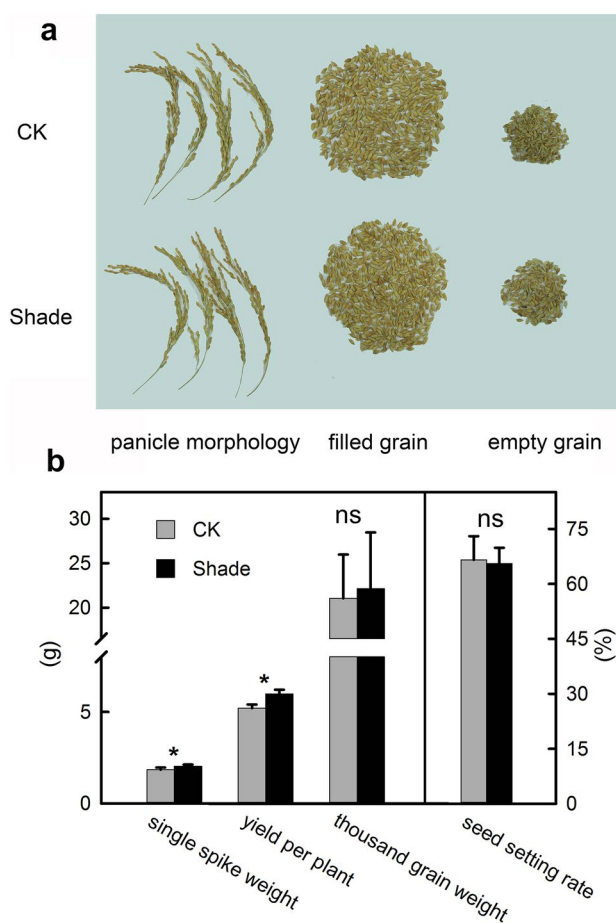 a
CK
Shade
panicle morphology filled grain empty grain
b
30
25
20
5
0
(g)
CK
Shade
*
*
ns
ns
75
60
45
30
15
0
(%)
single spike weight
yield per plant
thousand grain weight
seed setting rate